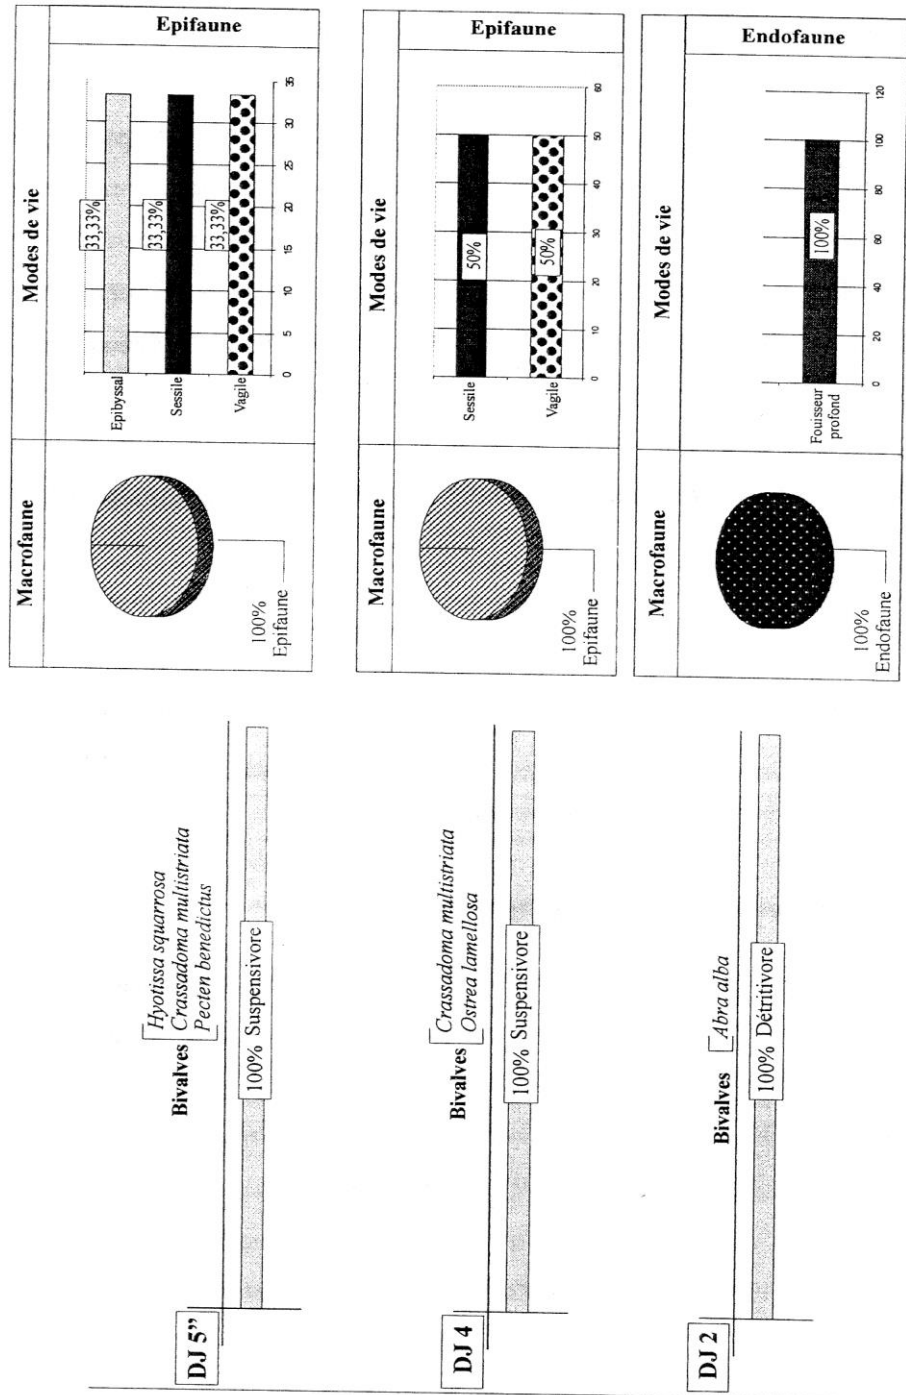 DJ 5”
Bivalves
Hyotissa squarrosa
Crassadoma multistriata
Pecten benedictus
100% Suspensivore
Macrofaune
Modes de vie
100%
Epifaune
Epibyssal
Sessile
Vagile
33,33%
33,33%
33,33%
0 5 10 15 20 25 30 35
Epifaune
DJ 4
Bivalves
Crassadoma multistriata
Ostrea lamellosa
100% Suspensivore
Macrofaune
Modes de vie
100%
Epifaune
Sessile
Vagile
50%
50%
0 10 20 30 40 50 60
Epifaune
DJ 2
Bivalves
Abra alba
100% Détritivore
Macrofaune
Modes de vie
100%
Endofaune
Fouisseur
profond
100%
0 20 40 60 80 100 120
Endofaune